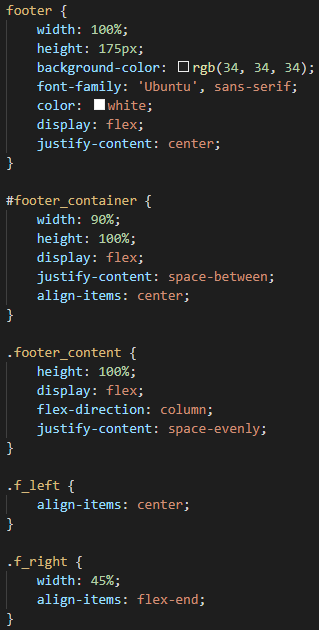 footer {
width: 100%;
height: 175px;
background-color: rgb(34, 34, 34);
font-family: 'Ubuntu', sans-serif;
color: white;
display: flex;
justify-content: center;
}
#footer_container {
width: 90%;
height: 100%;
display: flex;
justify-content: space-between;
align-items: center;
}
.footer_content {
height: 100%;
display: flex;
flex-direction: column;
justify-content: space-evenly;
}
.f_left {
align-items: center;
}
.f_right {
width: 45%;
align-items: flex-end;
}